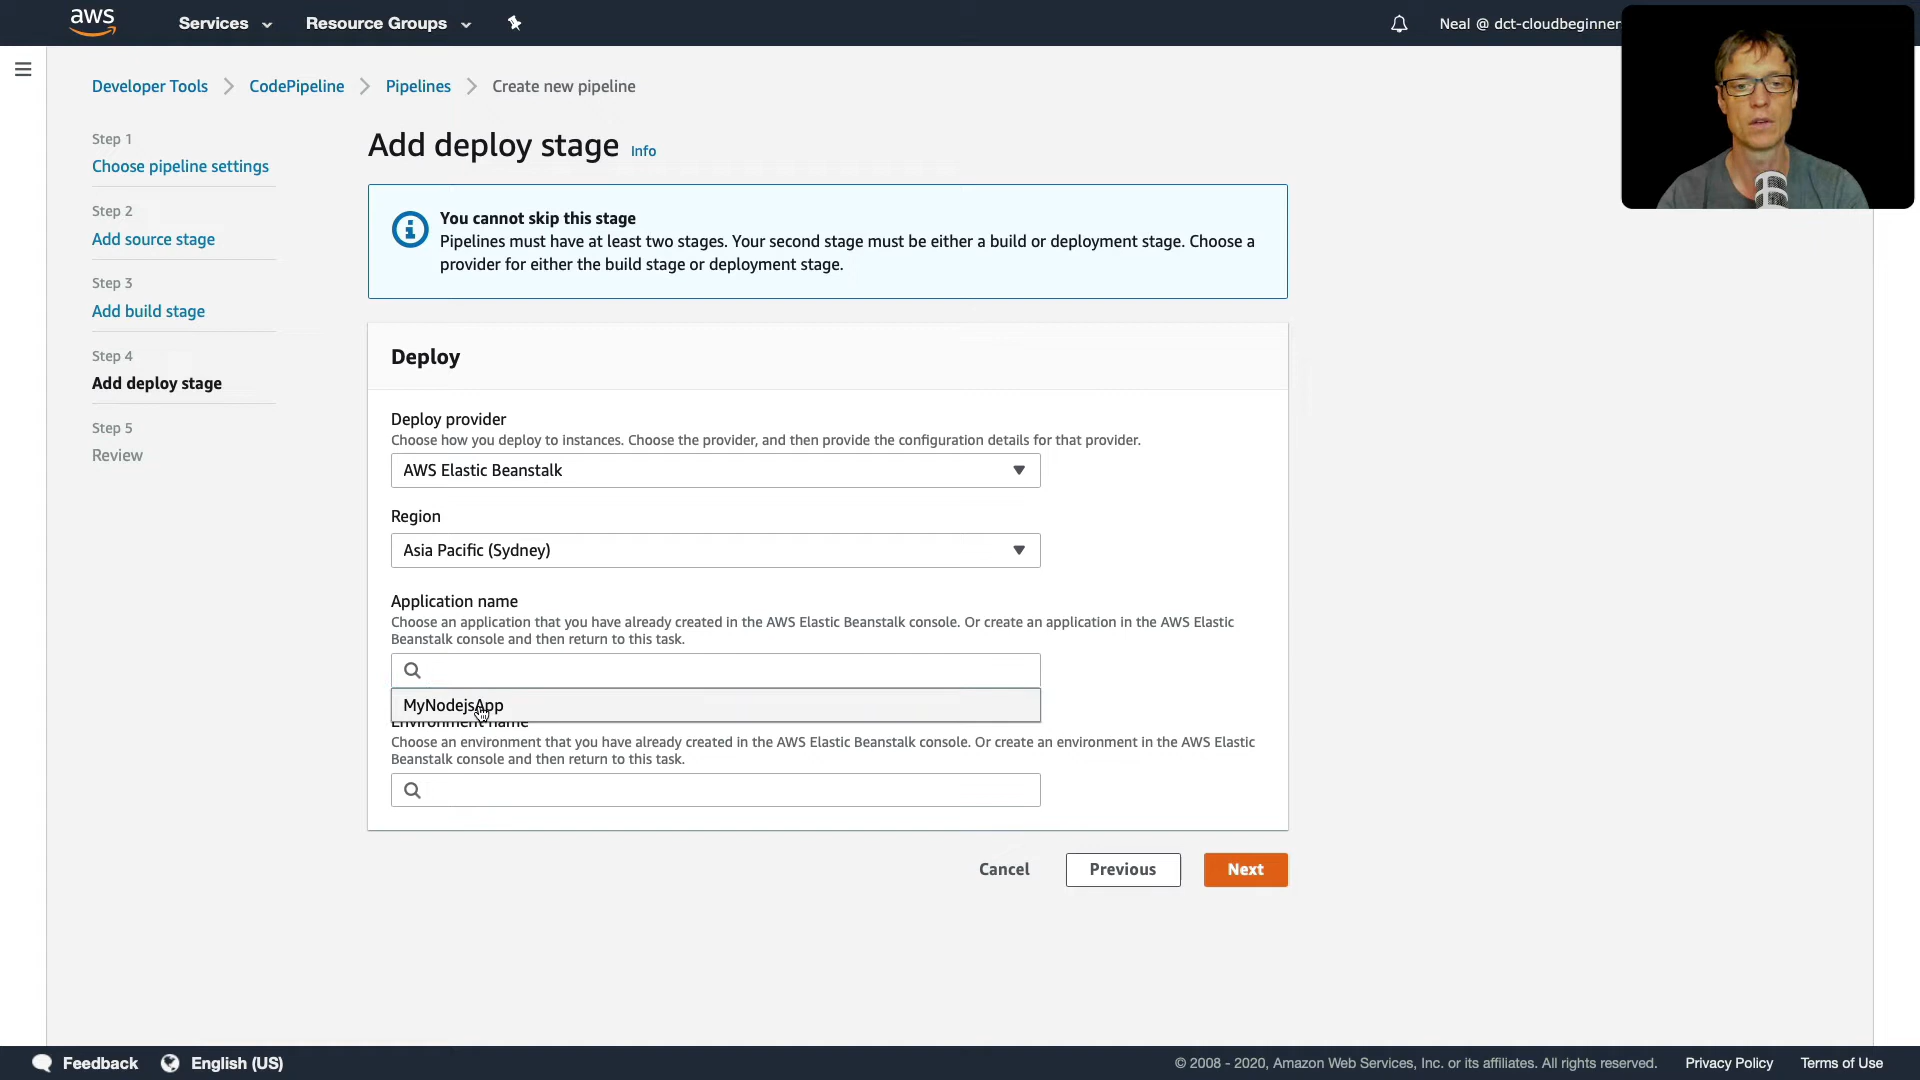 aws
Services
Resource Groups
Neal @ dct-cloudbeginner
Developer Tools
CodePipeline
Pipelines
Create new pipeline
Step 1
Choose pipeline settings
Step 2
Add source stage
Step 3
Add build stage
Step 4
Add deploy stage
Step 5
Review
Add deploy stage Info
You cannot skip this stage
Pipelines must have at least two stages. Your second stage must be either a build or deployment stage. Choose a
provider for either the build stage or deployment stage.
Deploy
Deploy provider
Choose how you deploy to instances. Choose the provider, and then provide the configuration details for that provider.
AWS Elastic Beanstalk
Region
Asia Pacific (Sydney)
Application name
Choose an application that you have already created in the AWS Elastic Beanstalk console. Or create an application in the AWS Elastic
Beanstalk console and then return to this task.
MyNodejsApp
Environment name
Choose an environment that you have already created in the AWS Elastic Beanstalk console. Or create an environment in the AWS Elastic
Beanstalk console and then return to this task.
Cancel
Previous
Next
Feedback
English (US)
© 2008 - 2020, Amazon Web Services, Inc. or its affiliates. All rights reserved.
Privacy Policy
Terms of Use